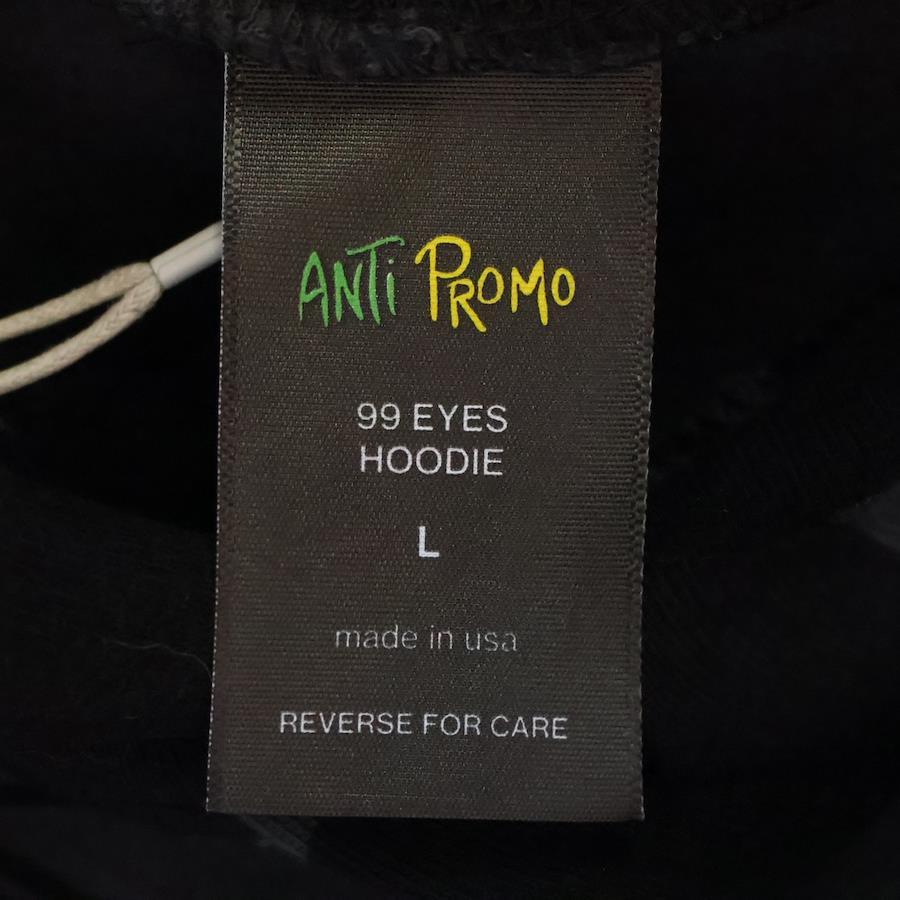 ANTi PROMO
99 EYES
HOODIE
L
made in usa
REVERSE FOR CARE